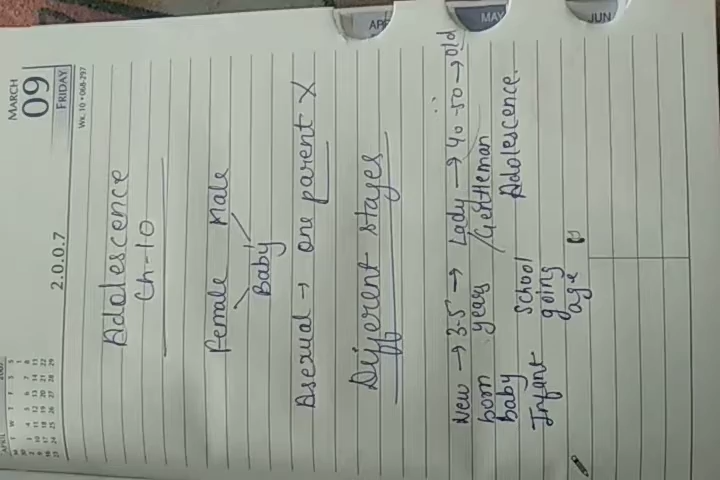 MARCH
09
FRIDAY
Wk. 10 • 068-297
2.0.0.7
APR
MAY
JUN
Adolescence
Ch-10
Female Male
Baby
Asexual → one parent X
Different stages
New → 3-5 → Lady → 40-50 → Old
born years /Gentleman
baby
Infant School Adolescence.
going
age